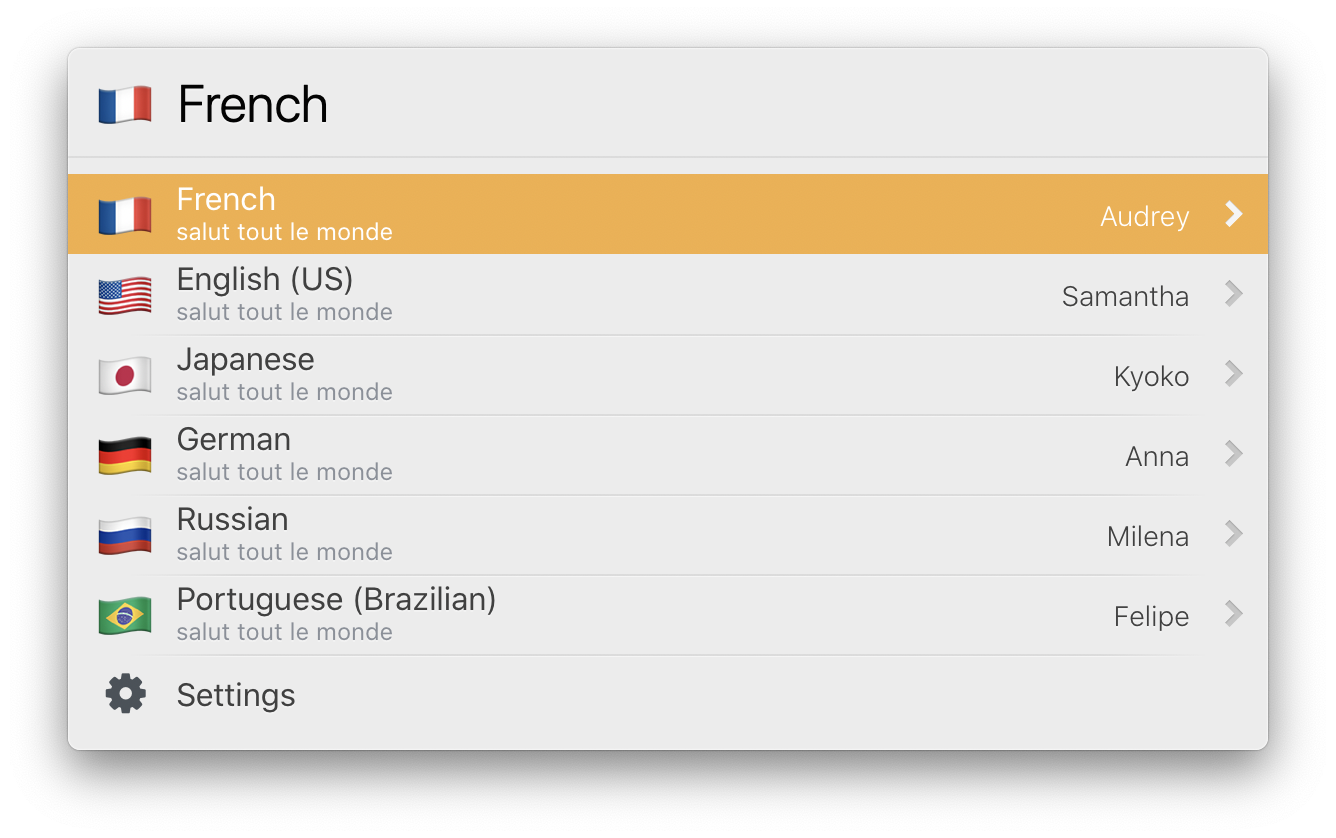 French
French
salut tout le monde
Audrey
English (US)
salut tout le monde
Samantha
Japanese
salut tout le monde
Kyoko
German
salut tout le monde
Anna
Russian
salut tout le monde
Milena
Portuguese (Brazilian)
salut tout le monde
Felipe
Settings